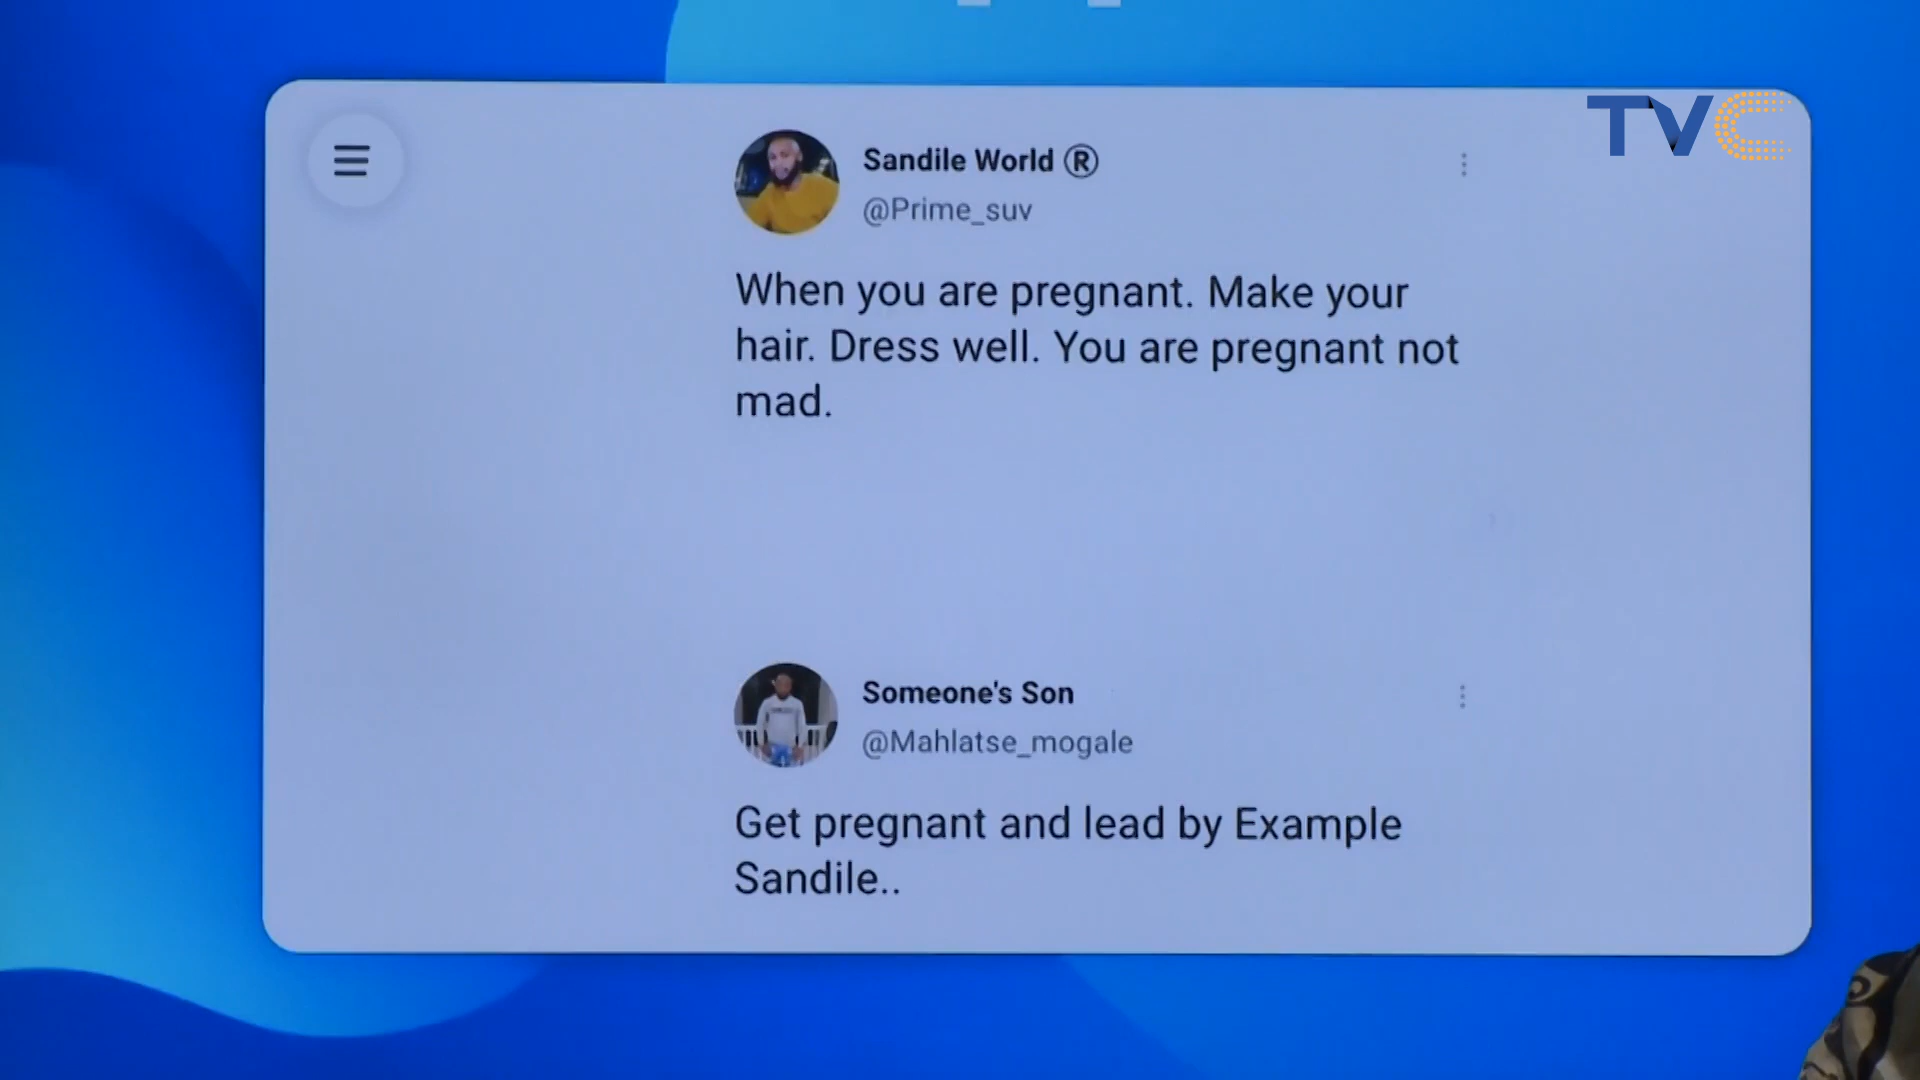 TVC
Sandile World ®
@Prime_suv
When you are pregnant. Make your
hair. Dress well. You are pregnant not
mad.
Someone's Son
@Mahlatse_mogale
Get pregnant and lead by Example
Sandile..